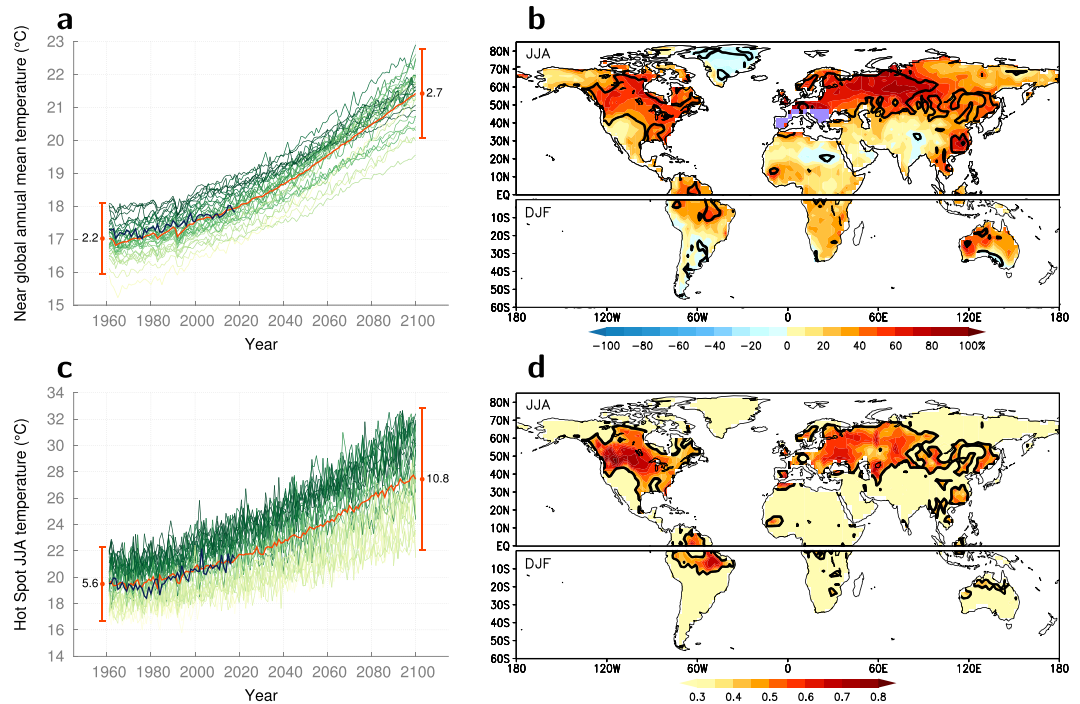 a
Near global annual mean temperature (°C)
23
22
21
20
19
18
17
16
15
2.2
2.7
1960 1980 2000 2020 2040 2060 2080 2100
Year
b
JJA
80N
70N
60N
50N
40N
30N
20N
10N
EQ
DJF
10S
20S
30S
40S
50S
60S
180 120W 60W 0 60E 120E 180
-100 -80 -60 -40 -20 0 20 40 60 80 100%
c
Hot Spot JJA temperature (°C)
34
32
30
28
26
24
22
20
18
16
14
5.6
10.8
1960 1980 2000 2020 2040 2060 2080 2100
Year
d
JJA
80N
70N
60N
50N
40N
30N
20N
10N
EQ
DJF
10S
20S
30S
40S
50S
60S
180 120W 60W 0 60E 120E 180
0.3 0.4 0.5 0.6 0.7 0.8